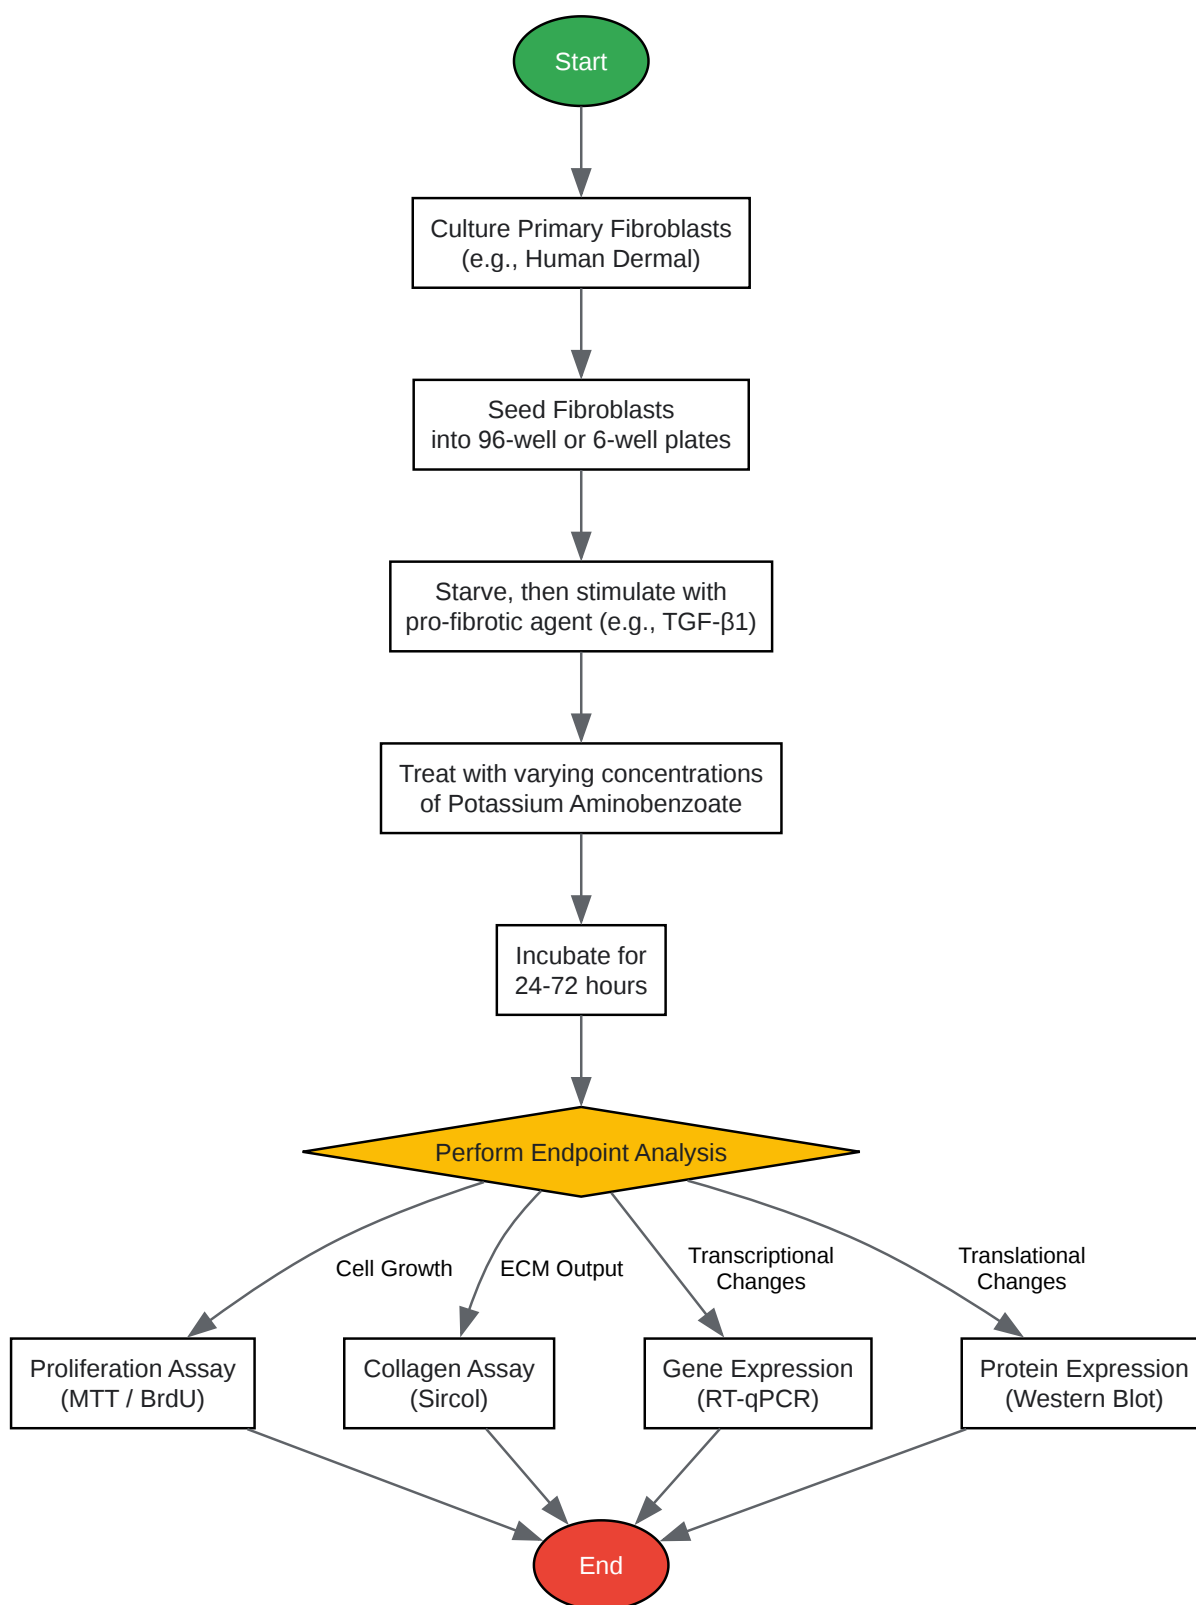 Start
Culture Primary Fibroblasts
(e.g., Human Dermal)
Seed Fibroblasts
into 96-well or 6-well plates
Starve, then stimulate with
pro-fibrotic agent (e.g., TGF-β1)
Treat with varying concentrations
of Potassium Aminobenzoate
Incubate for
24-72 hours
Perform Endpoint Analysis
Cell Growth
ECM Output
Transcriptional
Changes
Translational
Changes
Proliferation Assay
(MTT / BrdU)
Collagen Assay
(Sircol)
Gene Expression
(RT-qPCR)
Protein Expression
(Western Blot)
End